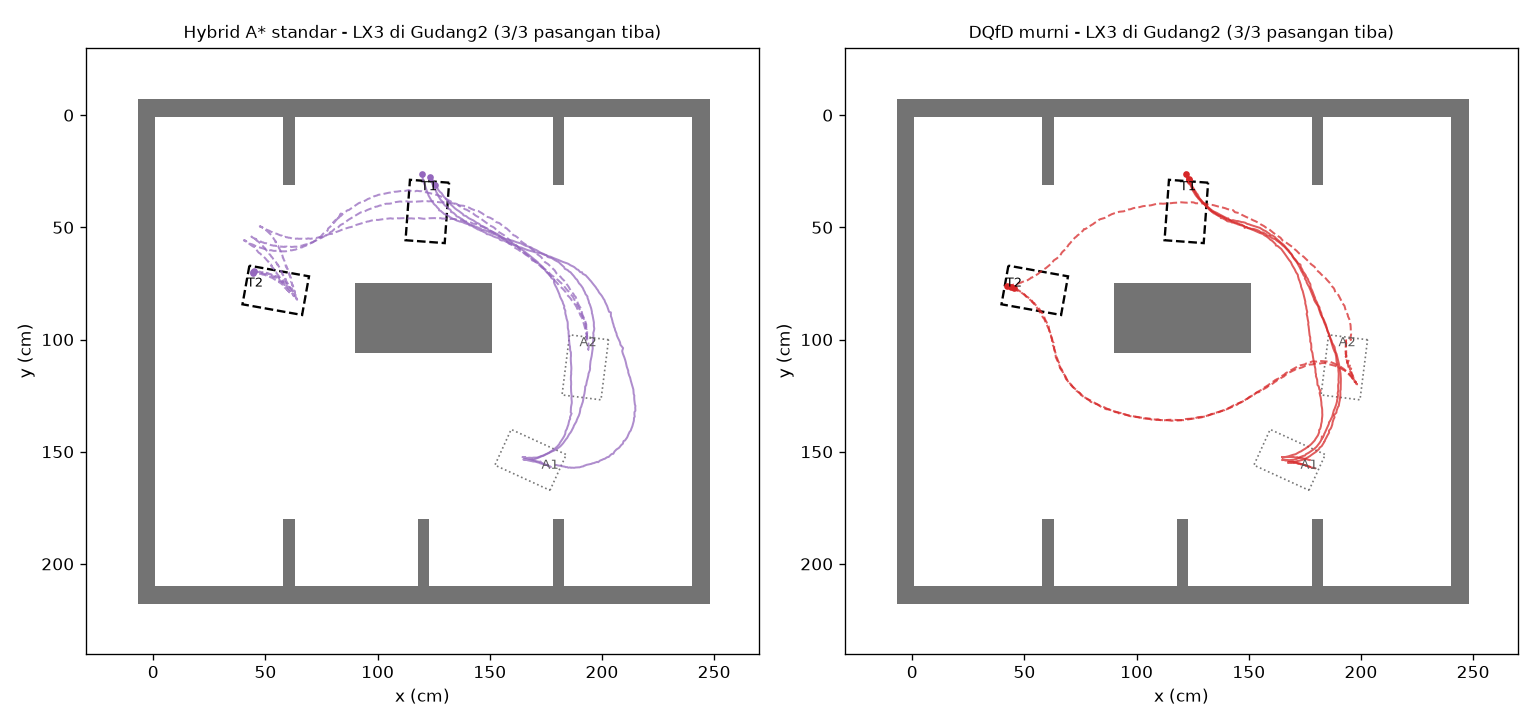 Hybrid A* standar - LX3 di Gudang2 (3/3 pasangan tiba)
0
50
100
150
200
y (cm)
T1
T2
A2
A1
0
50
100
150
200
250
x (cm)
DQfD murni - LX3 di Gudang2 (3/3 pasangan tiba)
0
50
100
150
200
y (cm)
T1
T2
A2
A1
0
50
100
150
200
250
x (cm)